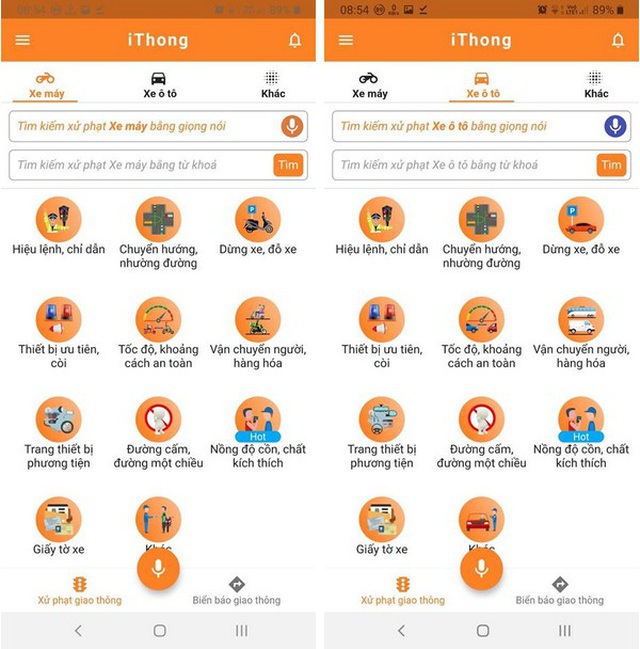 08:54
89%
iThong
Xe máy
Xe ô tô
Khác
Tìm kiếm xử phạt Xe máy bằng giọng nói
Tìm kiếm xử phạt Xe máy bằng từ khoá
Tìm
Hiệu lệnh, chỉ dẫn
Chuyển hướng,
nhường đường
Dừng xe, đỗ xe
Thiết bị ưu tiên,
còi
Tốc độ, khoảng
cách an toàn
Vận chuyển người,
hàng hóa
Trang thiết bị
phương tiện
Đường cấm,
đường một chiều
Hot
Nồng độ cồn, chất
kích thích
Giấy tờ xe
Khác
Xử phạt giao thông
Biển báo giao thông
08:54
89%
iThong
Xe máy
Xe ô tô
Khác
Tìm kiếm xử phạt Xe ô tô bằng giọng nói
Tìm kiếm xử phạt Xe ô tô bằng từ khoá
Tìm
Hiệu lệnh, chỉ dẫn
Chuyển hướng,
nhường đường
Dừng xe, đỗ xe
Thiết bị ưu tiên,
còi
Tốc độ, khoảng
cách an toàn
Vận chuyển người,
hàng hóa
Trang thiết bị
phương tiện
Đường cấm,
đường một chiều
Hot
Nồng độ cồn, chất
kích thích
Giấy tờ xe
Khác
Xử phạt giao thông
Biển báo giao thông